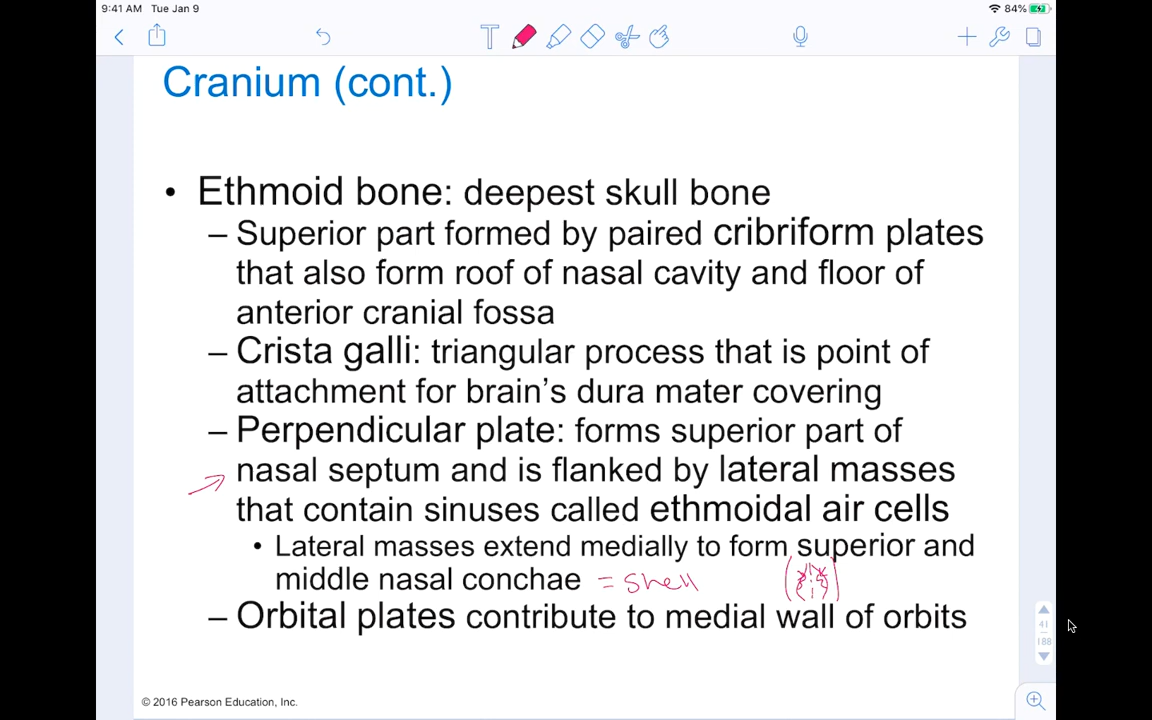 9:41 AM Tue Jan 9 84%
T
Cranium (cont.)
• Ethmoid bone: deepest skull bone
– Superior part formed by paired cribriform plates
that also form roof of nasal cavity and floor of
anterior cranial fossa
– Crista galli: triangular process that is point of
attachment for brain’s dura mater covering
– Perpendicular plate: forms superior part of
nasal septum and is flanked by lateral masses
that contain sinuses called ethmoidal air cells
• Lateral masses extend medially to form superior and
middle nasal conchae = shell
– Orbital plates contribute to medial wall of orbits
41
188
© 2016 Pearson Education, Inc.